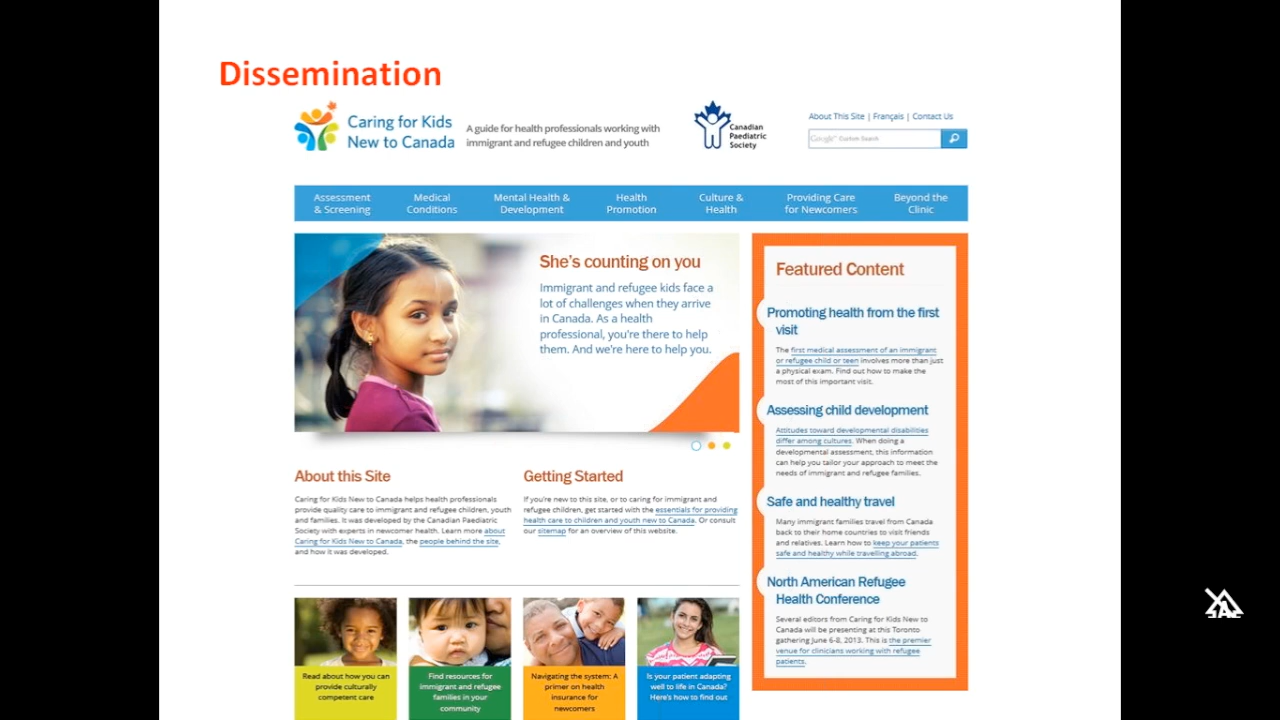 Dissemination
Caring for Kids
New to Canada
A guide for health professionals working with
immigrant and refugee children and youth
Canadian
Paediatric
Society
About This Site | Français | Contact Us
Google™ Custom Search
Assessment
& Screening
Medical
Conditions
Mental Health &
Development
Health
Promotion
Culture &
Health
Providing Care
for Newcomers
Beyond the
Clinic
She's counting on you
Immigrant and refugee kids face a
lot of challenges when they arrive
in Canada. As a health
professional, you're there to help
them. And we're here to help you.
About this Site
Caring for Kids New to Canada helps health professionals
provide quality care to immigrant and refugee children, youth
and families. It was developed by the Canadian Paediatric
Society with experts in newcomer health. Learn more about
Caring for Kids New to Canada, the people behind the site,
and how it was developed.
Getting Started
If you're new to this site, or to caring for immigrant and
refugee children, get started with the essentials for providing
health care to children and youth new to Canada. Or consult
our sitemap for an overview of this website.
Read about how you can
provide culturally
competent care
Find resources for
immigrant and refugee
families in your
community
Navigating the system: A
primer on health
insurance for
newcomers
Is your patient adapting
well to life in Canada?
Here's how to find out
Featured Content
Promoting health from the first
visit
The first medical assessment of an immigrant
or refugee child or teen involves more than just
a physical exam. Find out how to make the
most of this important visit.
Assessing child development
Attitudes toward developmental disabilities
differ among cultures. When doing a
developmental assessment, this information
can help you tailor your approach to meet the
needs of immigrant and refugee families.
Safe and healthy travel
Many immigrant families travel from Canada
back to their home countries to visit friends
and relatives. Learn how to keep your patients
safe and healthy while travelling abroad.
North American Refugee
Health Conference
Several editors from Caring for Kids New to
Canada will be presenting at this Toronto
gathering June 6-8, 2013. This is the premier
venue for clinicians working with refugee
patients.